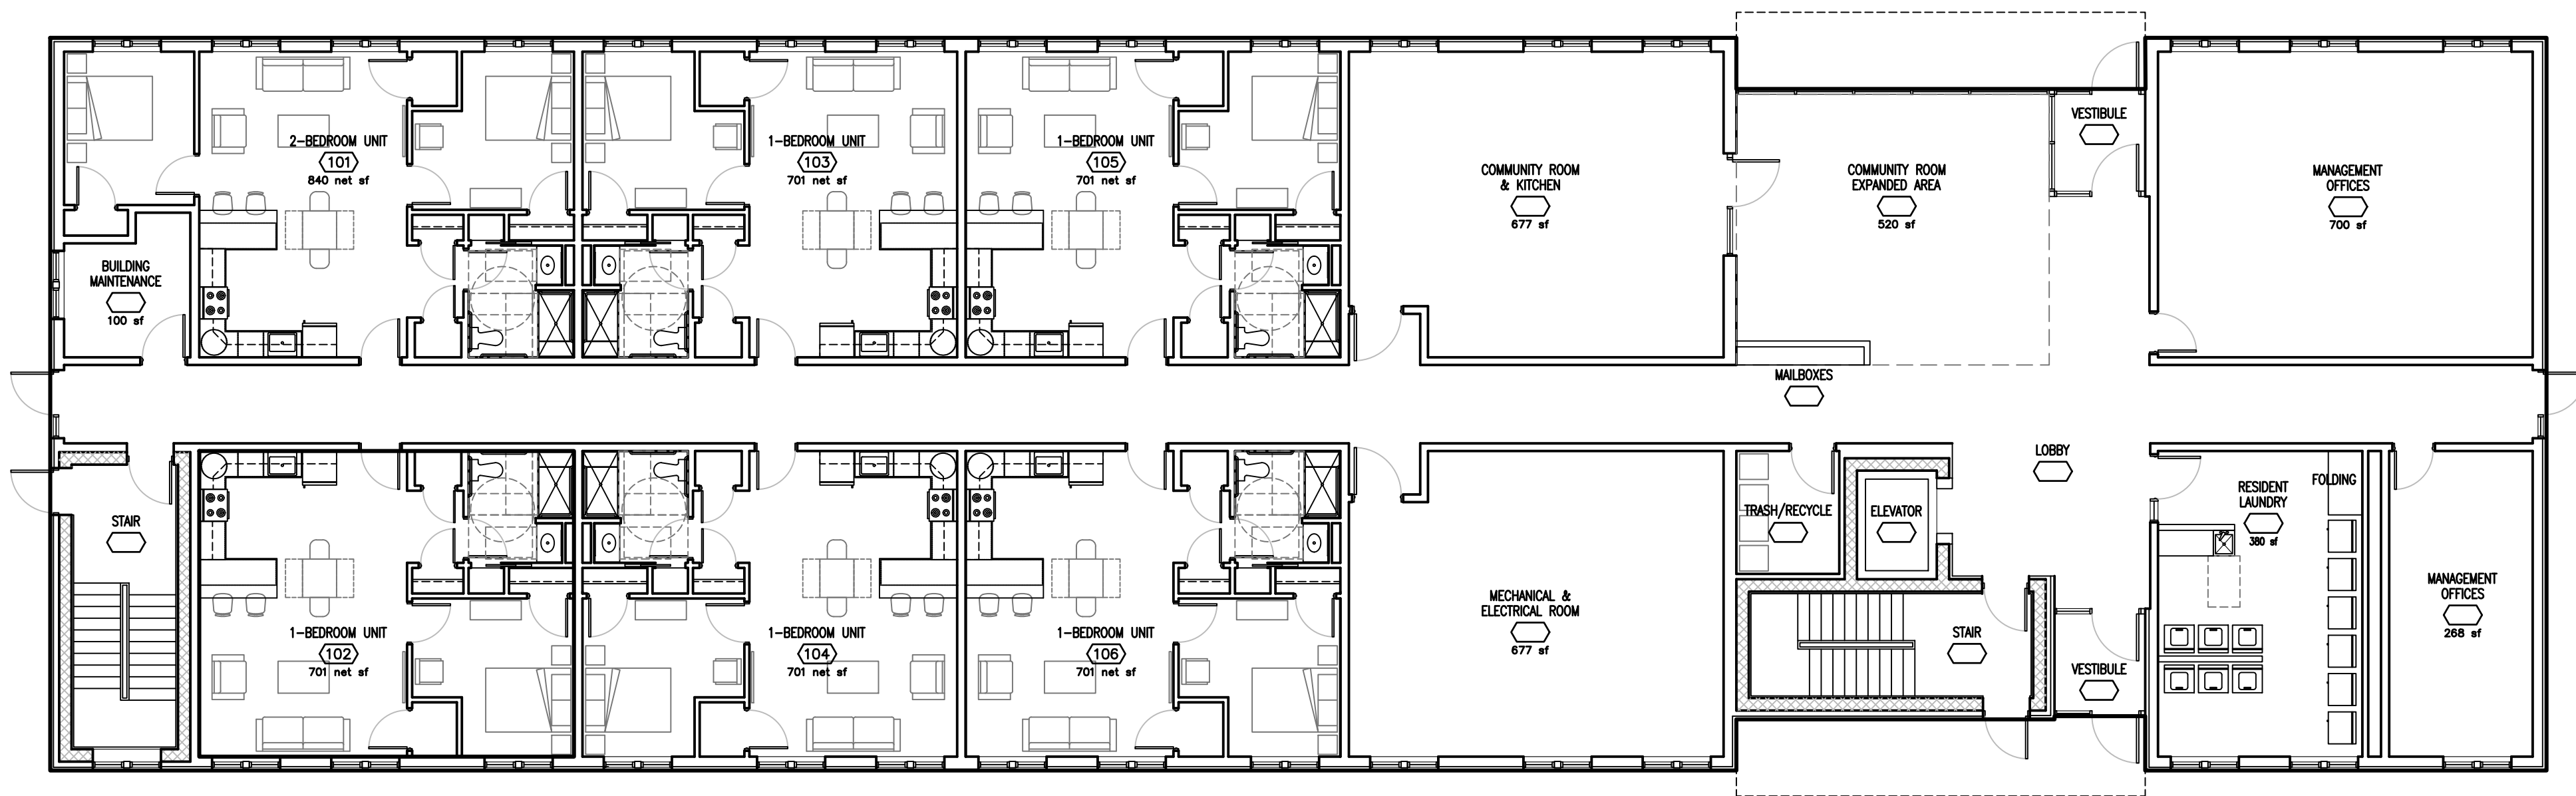 2-BEDROOM UNIT
101
840 net sf
1-BEDROOM UNIT
103
701 net sf
1-BEDROOM UNIT
105
701 net sf
COMMUNITY ROOM
& KITCHEN
677 sf
COMMUNITY ROOM
EXPANDED AREA
520 sf
VESTIBULE
MANAGEMENT
OFFICES
700 sf
BUILDING
MAINTENANCE
100 sf
MAILBOXES
LOBBY
STAIR
1-BEDROOM UNIT
102
701 net sf
1-BEDROOM UNIT
104
701 net sf
1-BEDROOM UNIT
106
701 net sf
MECHANICAL &
ELECTRICAL ROOM
677 sf
TRASH/RECYCLE
ELEVATOR
STAIR
VESTIBULE
RESIDENT
LAUNDRY
380 sf
FOLDING
MANAGEMENT
OFFICES
268 sf